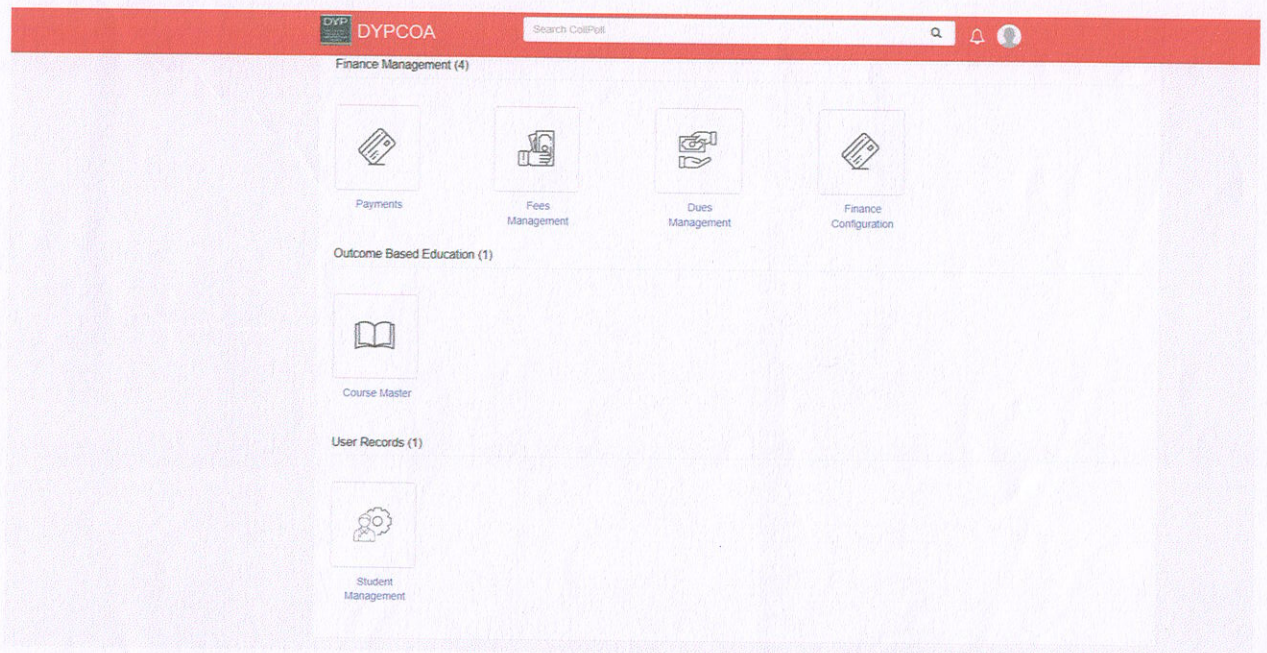 DYP
DYPCOA
Search CollPoll
Finance Management (4)
Payments
Fees
Management
Dues
Management
Finance
Configuration
Outcome Based Education (1)
Course Master
User Records (1)
Student
Management